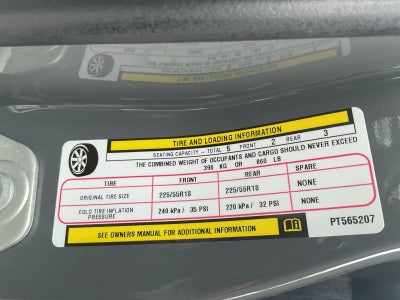 TIRE AND LOADING INFORMATION
SEATING CAPACITY - TOTAL 5 FRONT 2 REAR 3
THE COMBINED WEIGHT OF OCCUPANTS AND CARGO SHOULD NEVER EXCEED
390 KG OR 860 LB
TIRE FRONT REAR SPARE
ORIGINAL TIRE SIZE 225/55R18 225/55R18 NONE
COLD TIRE INFLATION PRESSURE 240 kPa / 35 PSI 220 kPa / 32 PSI NONE
SEE OWNERS MANUAL FOR ADDITIONAL INFORMATION
PT565207